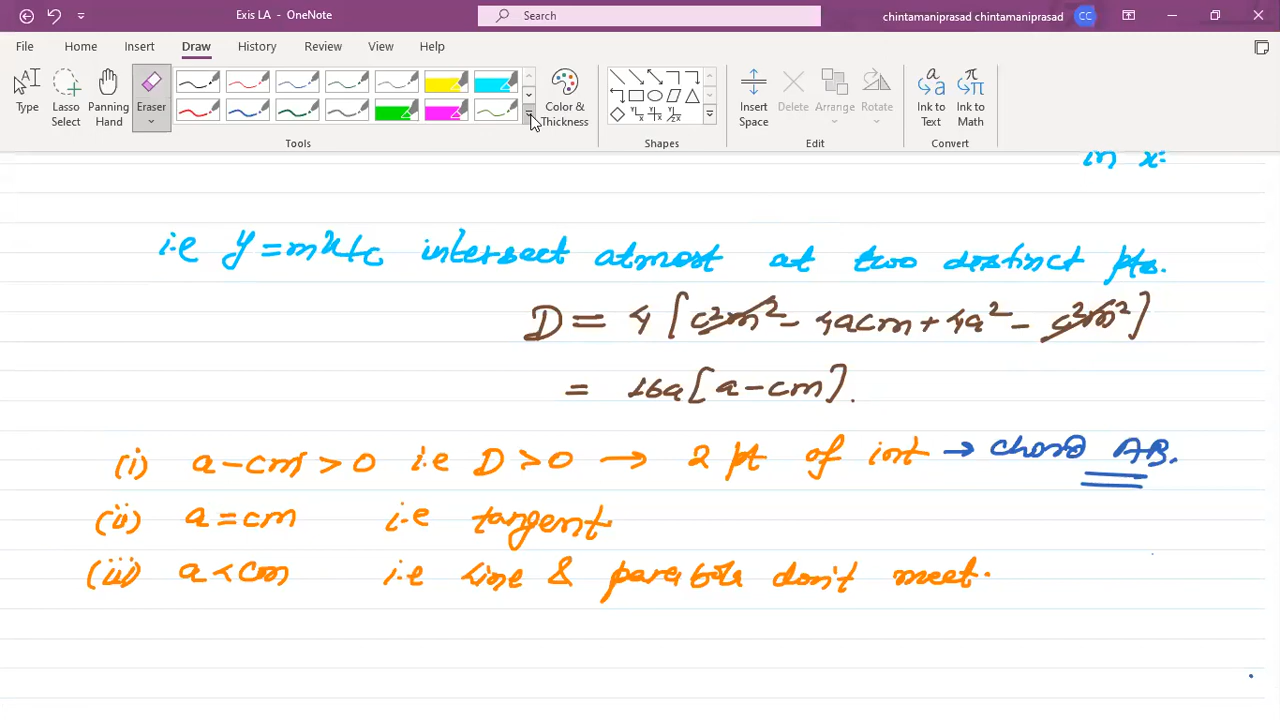 Exis LA - OneNote
Search
chintamaniprasad chintamaniprasad CC
File Home Insert Draw History Review View Help
Type
Lasso Select
Panning Hand
Eraser
Color & Thickness
Insert Space
Delete
Arrange
Rotate
Ink to Text
Ink to Math
Tools
Shapes
Edit
Convert
in x:
i.e y=mx+c intersect atmost at two distinct pts.
D = 4 [c²m² - 4acm + 4a² - c²m²]
= 16a[a-cm].
(i) a-cm > 0 i.e D > 0 → 2 pt of int → chord AB.
(ii) a = cm i.e tangent
(iii) a < cm i.e line & parabola don't meet.